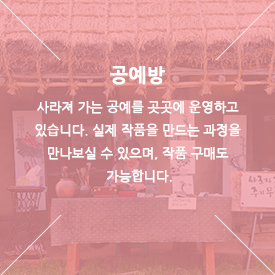 공예방
사라져 가는 공예를 곳곳에 운영하고
있습니다. 실제 작품을 만드는 과정을
만나보실 수 있으며, 작품 구매도
가능합니다.